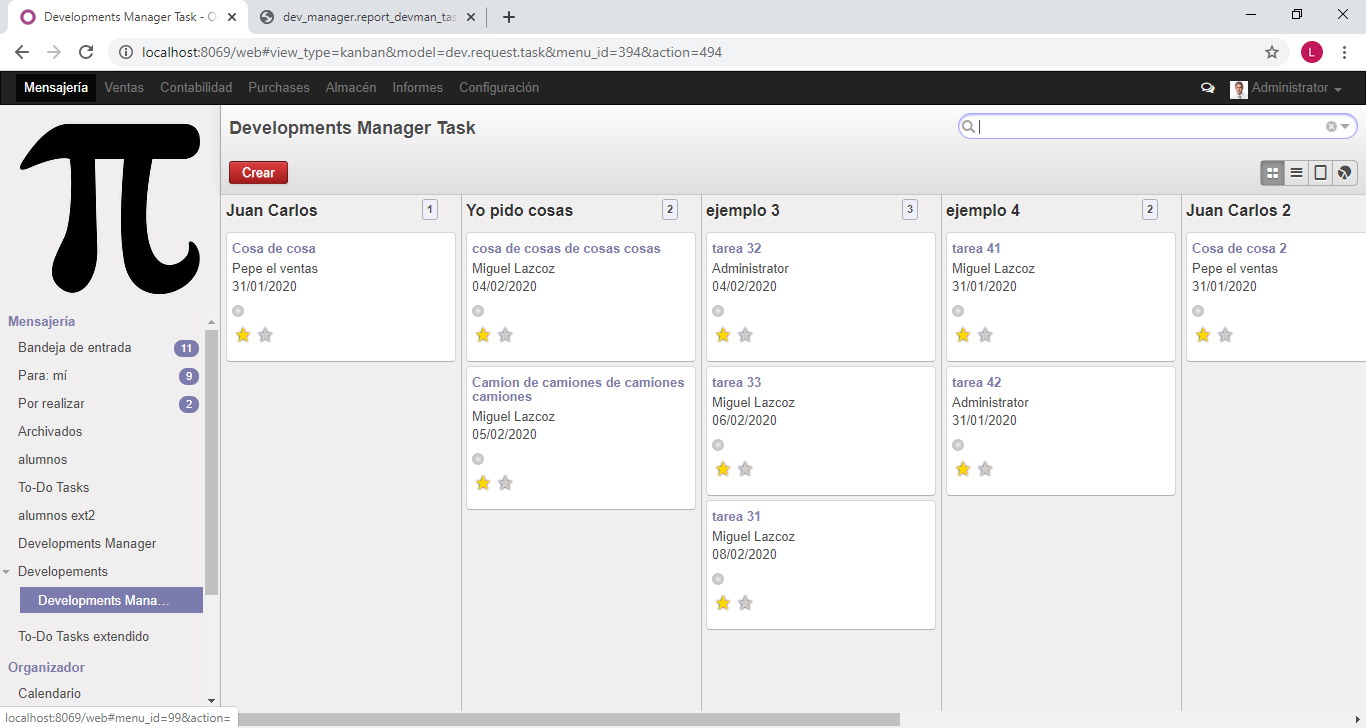 Developments Manager Task - O
dev_manager.report_devman_tas
localhost:8069/web#view_type=kanban&model=dev.request.task&menu_id=394&action=494
L
Mensajería Ventas Contabilidad Purchases Almacén Informes Configuración
Administrator
Developments Manager Task
Crear
Mensajería
Bandeja de entrada 11
Para: mí 9
Por realizar 2
Archivados
alumnos
To-Do Tasks
alumnos ext2
Developments Manager
Developements
Developments Mana...
To-Do Tasks extendido
Organizador
Calendario
Juan Carlos 1
Cosa de cosa
Pepe el ventas
31/01/2020
Yo pido cosas 2
cosa de cosas de cosas cosas
Miguel Lazcoz
04/02/2020
Camion de camiones de camiones
camiones
Miguel Lazcoz
05/02/2020
ejemplo 3 3
tarea 32
Administrator
04/02/2020
tarea 33
Miguel Lazcoz
06/02/2020
tarea 31
Miguel Lazcoz
08/02/2020
ejemplo 4 2
tarea 41
Miguel Lazcoz
31/01/2020
tarea 42
Administrator
31/01/2020
Juan Carlos 2
Cosa de cosa 2
Pepe el ventas
31/01/2020
localhost:8069/web#menu_id=99&action=